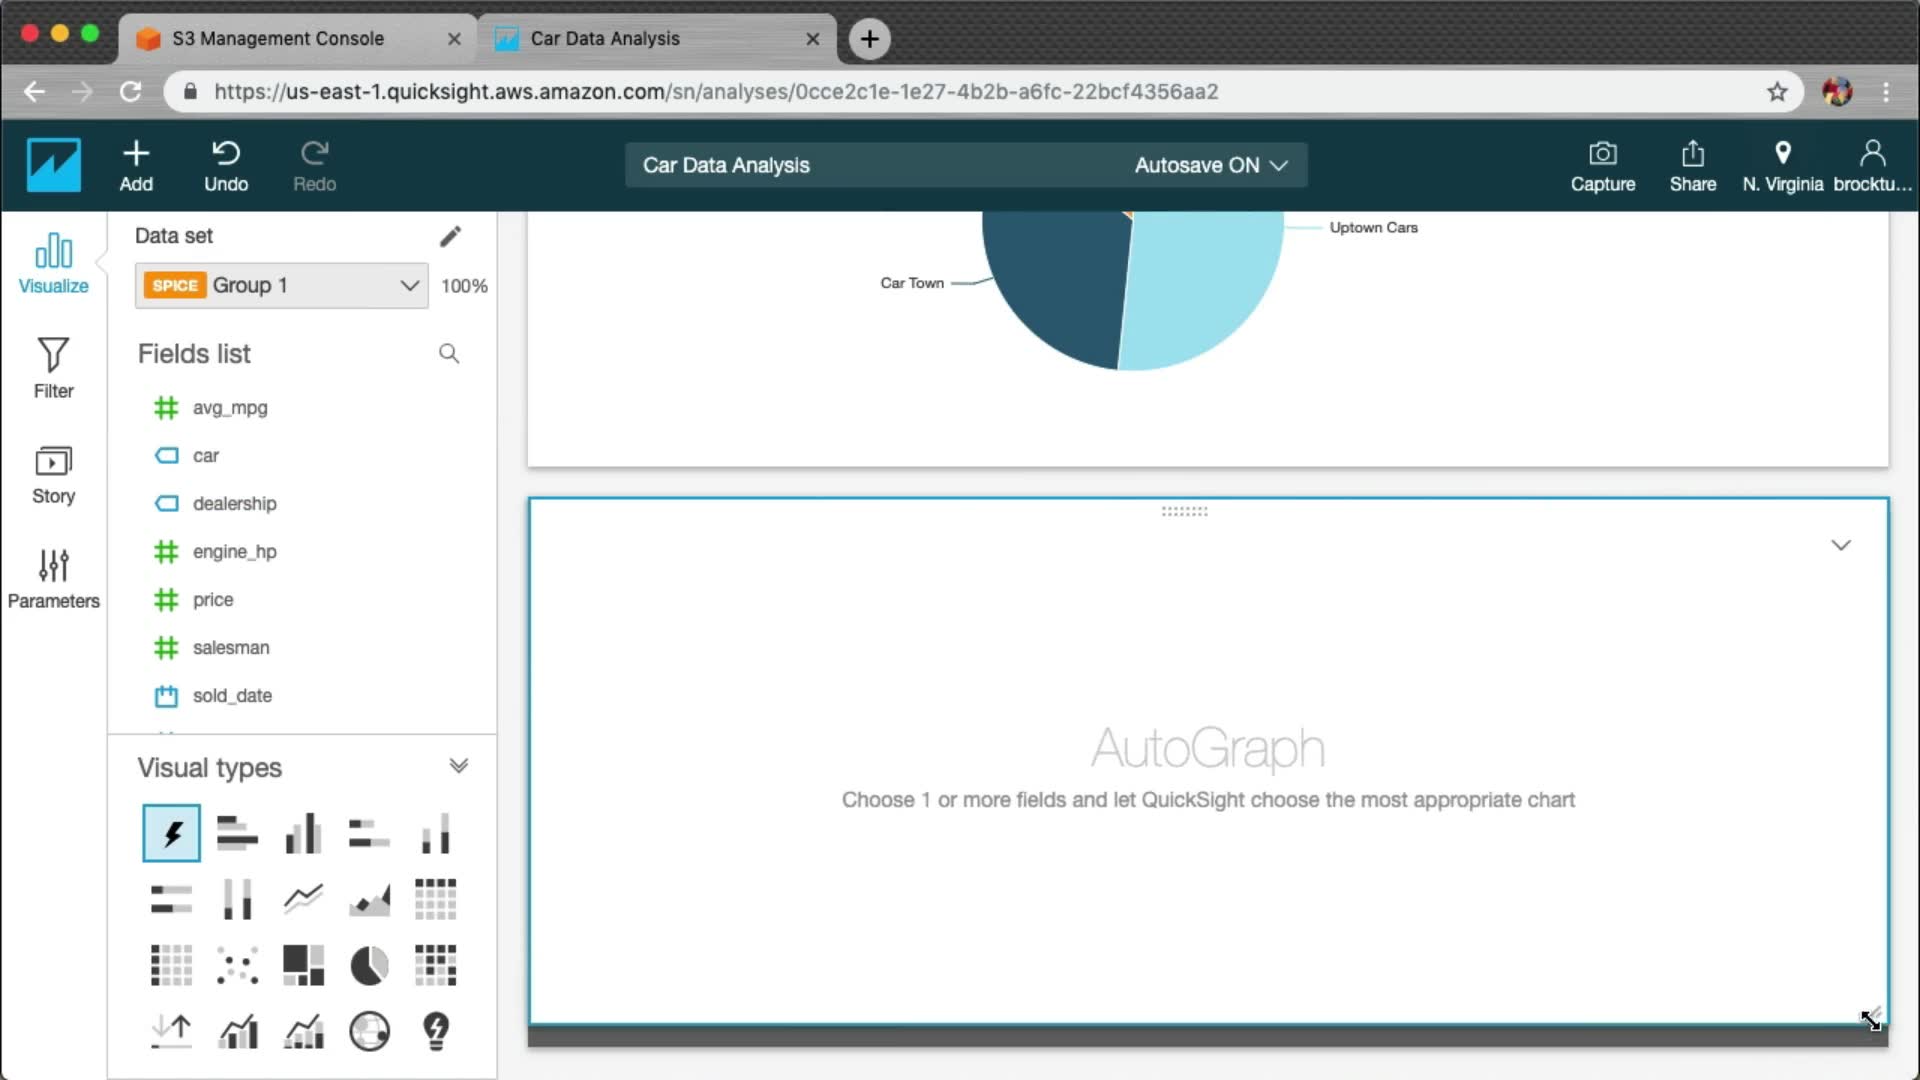 S3 Management Console
Car Data Analysis
https://us-east-1.quicksight.aws.amazon.com/sn/analyses/0cce2c1e-1e27-4b2b-a6fc-22bcf4356aa2
Add
Undo
Redo
Car Data Analysis
Autosave ON
Capture
Share
N. Virginia
brocktu...
Visualize
Filter
Story
Parameters
Data set
SPICE Group 1
100%
Fields list
avg_mpg
car
dealership
engine_hp
price
salesman
sold_date
Visual types
Uptown Cars
Car Town
AutoGraph
Choose 1 or more fields and let QuickSight choose the most appropriate chart